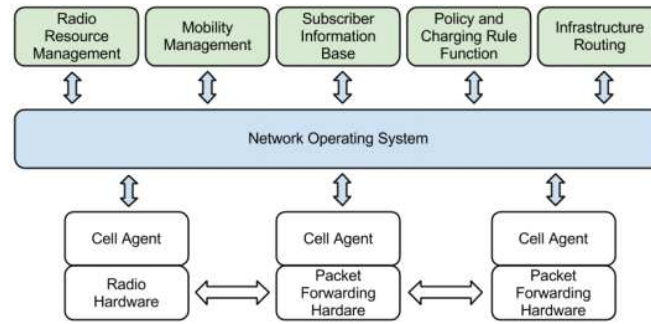 Radio
Resource
Management
Mobility
Management
Subscriber
Information
Base
Policy and
Charging Rule
Function
Infrastructure
Routing
Network Operating System
Cell Agent
Radio
Hardware
Cell Agent
Packet
Forwarding
Hardare
Cell Agent
Packet
Forwarding
Hardware